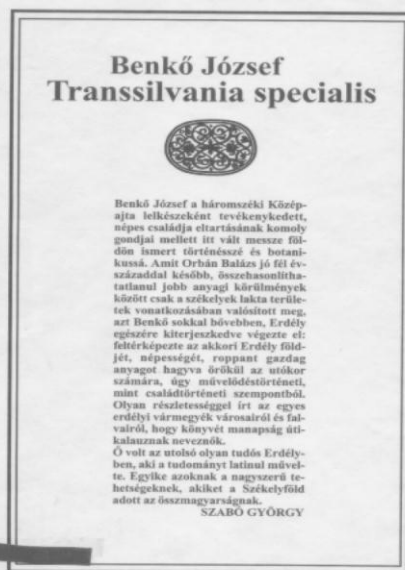 Benkő József
Transsilvania specialis
Benkő József a háromszéki Közép-
ajta lelkészeként tevékenykedett,
népes családja eltartásának komoly
gondjai mellett itt vált messze föl-
dön ismert történésszé és botani-
kussá. Amit Orbán Balázs jó fél év-
századdal később, összehasonlítha-
tatlanul jobb anyagi körülmények
között csak a székelyek lakta terüle-
tek vonatkozásában valósított meg,
azt Benkő sokkal bővebben, Erdély
egészére kiterjeszkedve végezte el:
feltérképezte az akkori Erdély föld-
jét, népességét, roppant gazdag
anyagot hagyva örökül az utókor
számára, úgy művelődéstörténeti,
mint családtörténeti szempontból.
Olyan részletességgel írt az egyes
erdélyi vármegyék városairól és fal-
vairól, hogy könyvét manapság úti-
kalauznak neveznők.
Ő volt az utolsó olyan tudós Erdély-
ben, aki a tudományt latinul művel-
te. Egyike azoknak a nagyszerű te-
hetségeknek, akiket a Székelyföld
adott az összmagyarságnak.
SZABÓ GYÖRGY